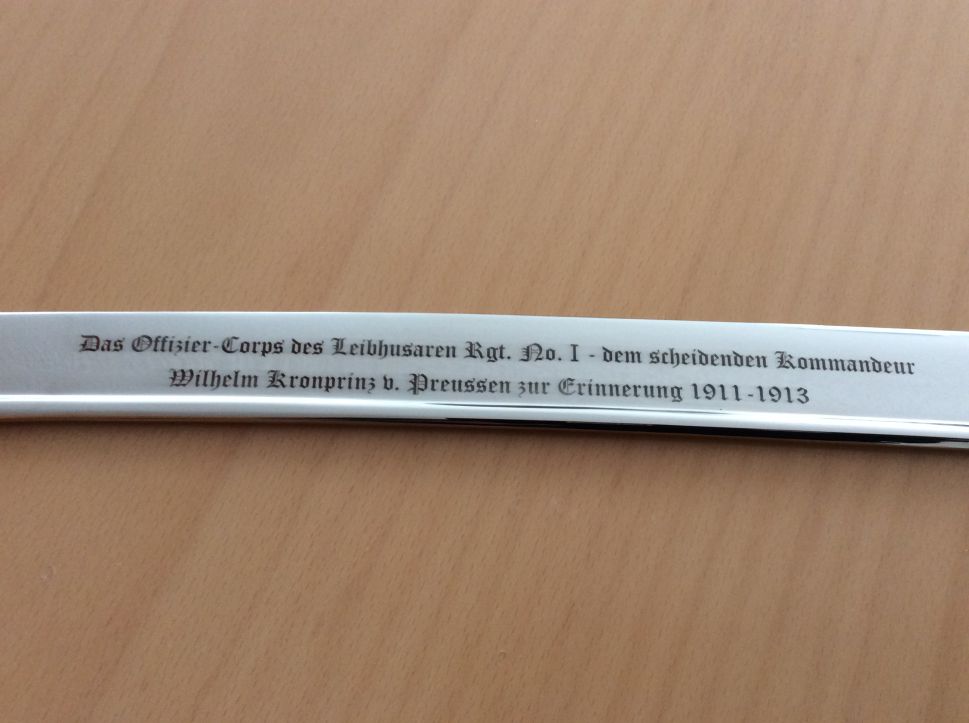 Das Offizier-Corps des Leibhusaren Rgt. No. I - dem scheidenden Kommandeur
Wilhelm Kronprinz v. Preussen zur Erinnerung 1911-1913